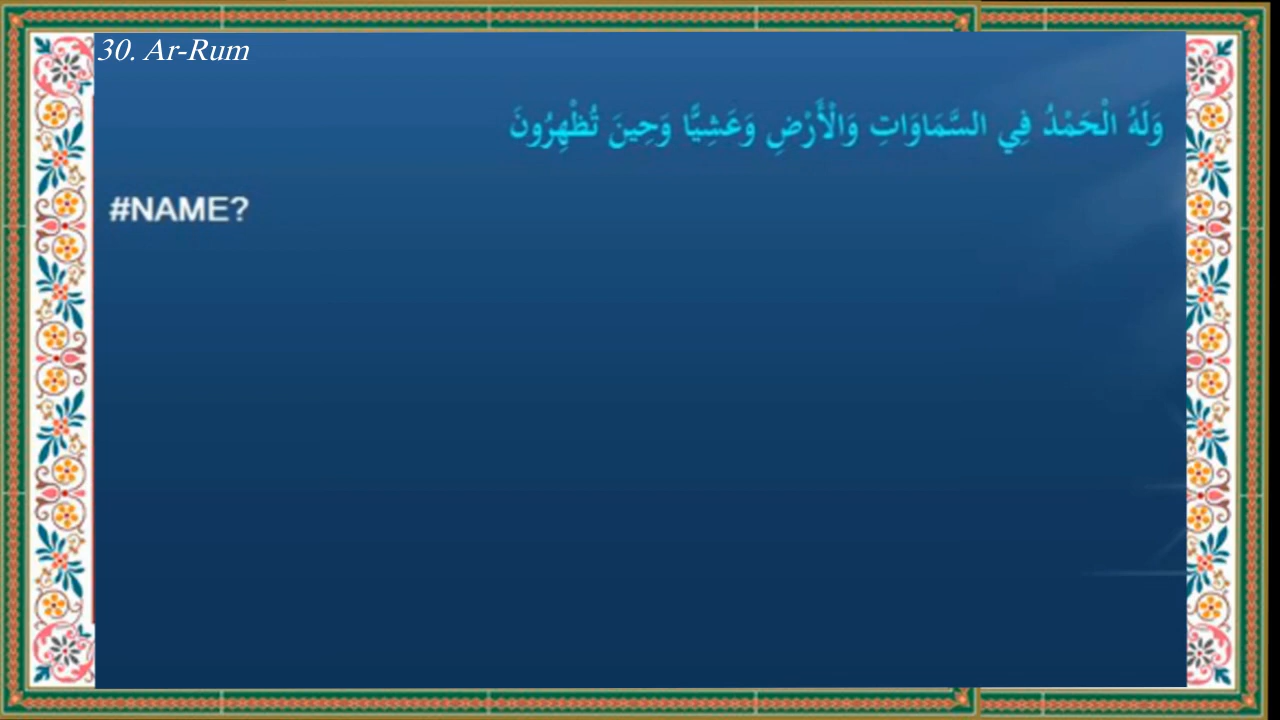 30. Ar-Rum
وَلَهُ الْحَمْدُ فِي السَّمَاوَاتِ وَالْأَرْضِ وَعَشِيًّا وَحِينَ تُظْهِرُونَ
#NAME?